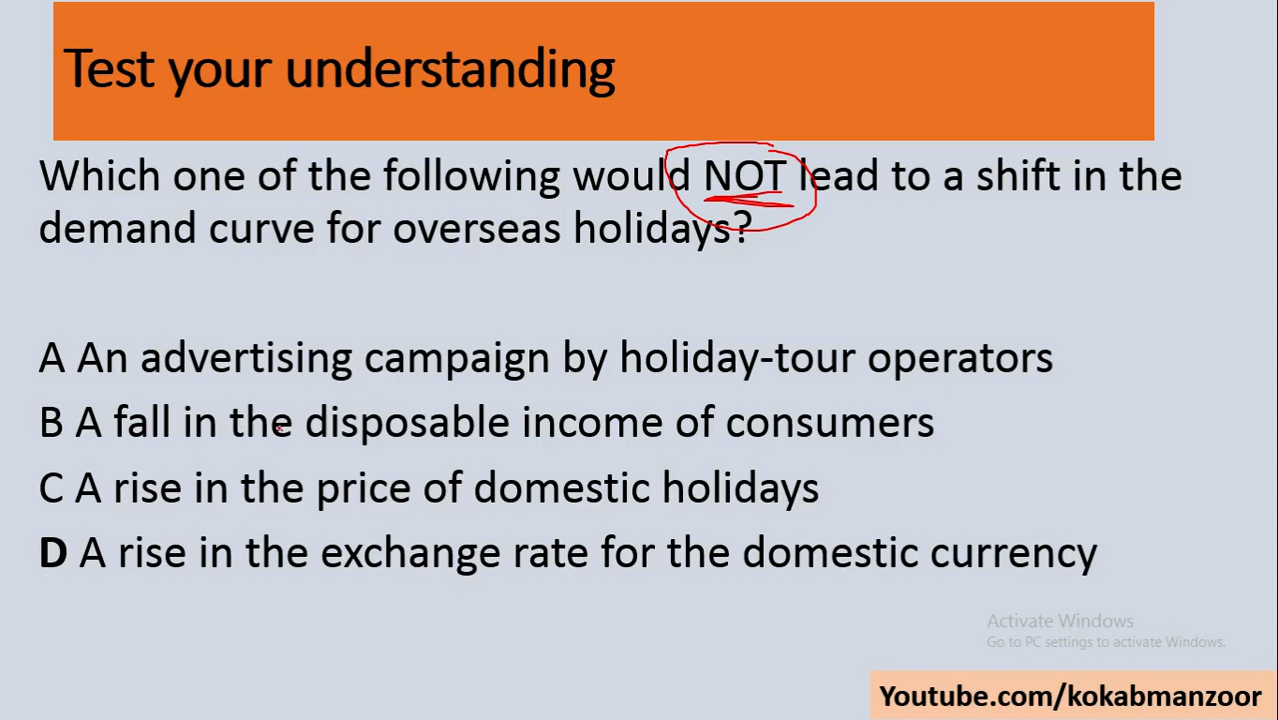 Test your understanding
Which one of the following would NOT lead to a shift in the
demand curve for overseas holidays?
A An advertising campaign by holiday-tour operators
B A fall in the disposable income of consumers
C A rise in the price of domestic holidays
D A rise in the exchange rate for the domestic currency
Activate Windows
Go to PC settings to activate Windows.
Youtube.com/kokabmanzoor